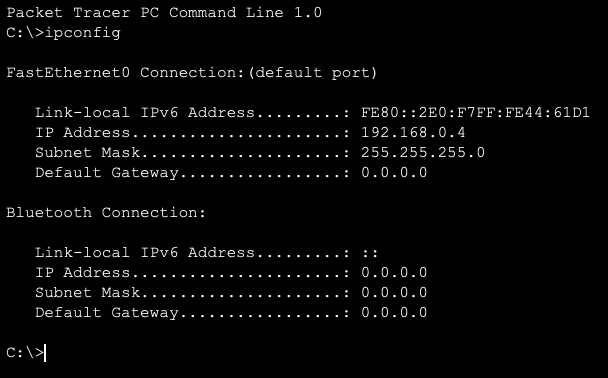 Packet Tracer PC Command Line 1.0
C:\>ipconfig
FastEthernet0 Connection:(default port)
Link-local IPv6 Address.........: FE80::2E0:F7FF:FE44:61D1
IP Address......................: 192.168.0.4
Subnet Mask.....................: 255.255.255.0
Default Gateway.................: 0.0.0.0
Bluetooth Connection:
Link-local IPv6 Address.........: ::
IP Address......................: 0.0.0.0
Subnet Mask.....................: 0.0.0.0
Default Gateway.................: 0.0.0.0
C:\>